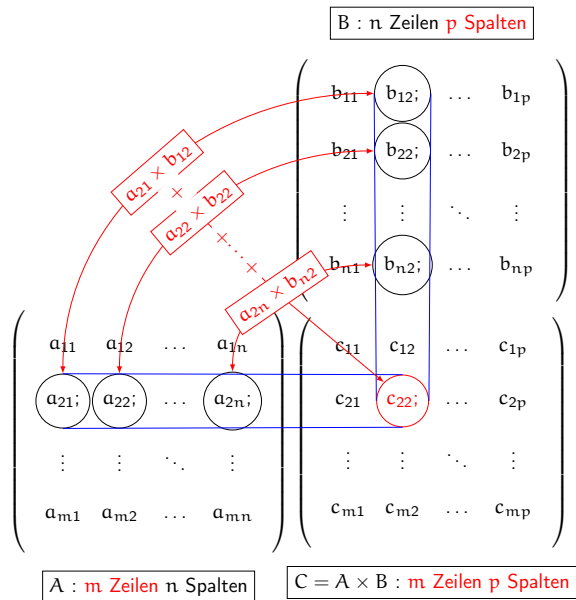 B : n Zeilen p Spalten
b11 b12; … b1p
b21 b22; … b2p
⋮ ⋮ ⋱ ⋮
bn1 bn2; … bnp
a21 × b12
+
a22 × b22
+ ⋯ +
a2n × bn2
a11 a12 … a1n
a21; a22; … a2n;
⋮ ⋮ ⋱ ⋮
am1 am2 … amn
c11 c12 … c1p
c21 c22; … c2p
⋮ ⋮ ⋱ ⋮
cm1 cm2 … cmp
A : m Zeilen n Spalten
C = A × B : m Zeilen p Spalten